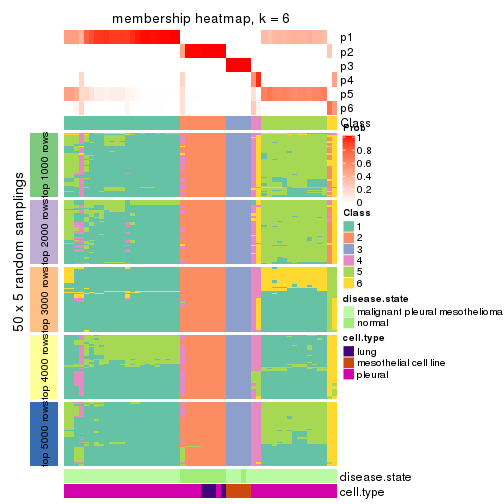 membership heatmap, k = 6
p1
p2
p3
p4
p5
p6
Class
50 x 5 random samplings
top 1000 rows
top 2000 rows
top 3000 rows
top 4000 rows
top 5000 rows
disease.state
cell.type
Prob
1
0.8
0.6
0.4
0.2
0
Class
1
2
3
4
5
6
disease.state
malignant pleural mesothelioma
normal
cell.type
lung
mesothelial cell line
pleural